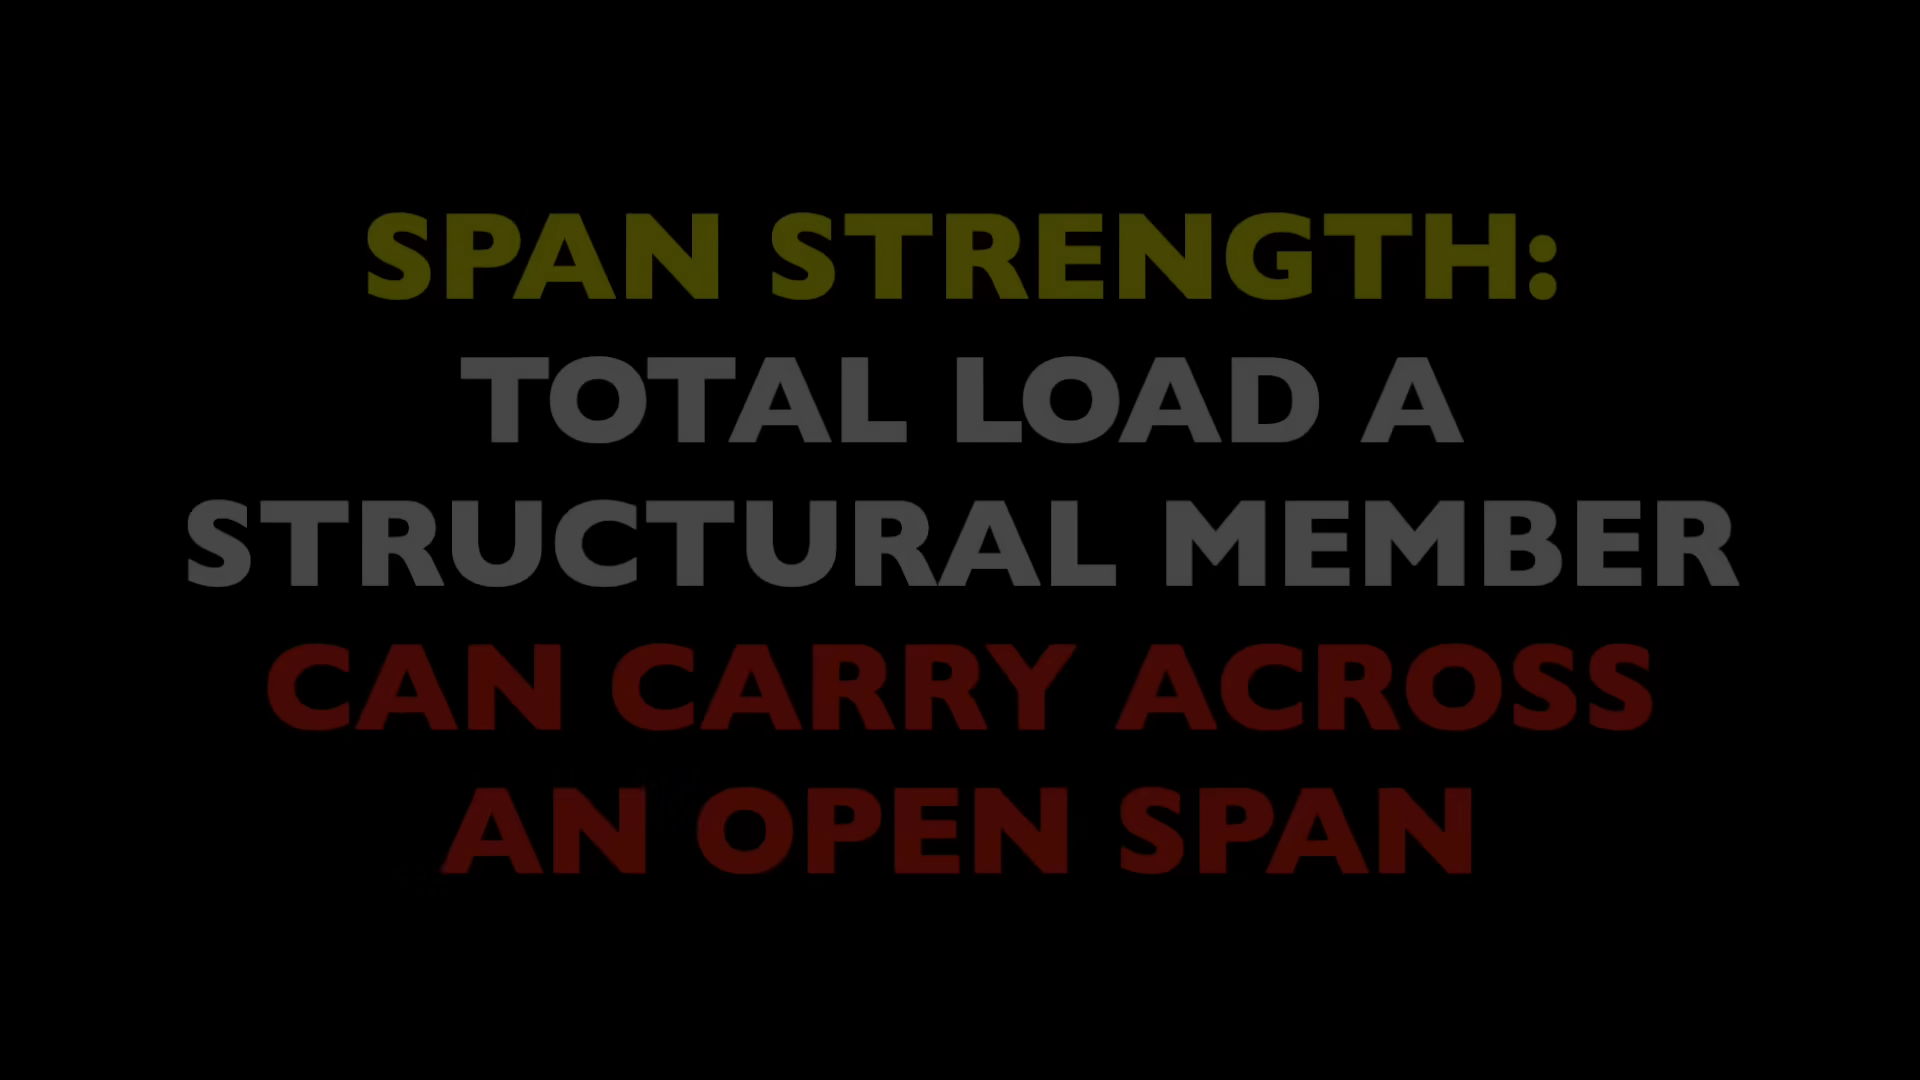 SPAN STRENGTH:
TOTAL LOAD A
STRUCTURAL MEMBER
CAN CARRY ACROSS
AN OPEN SPAN